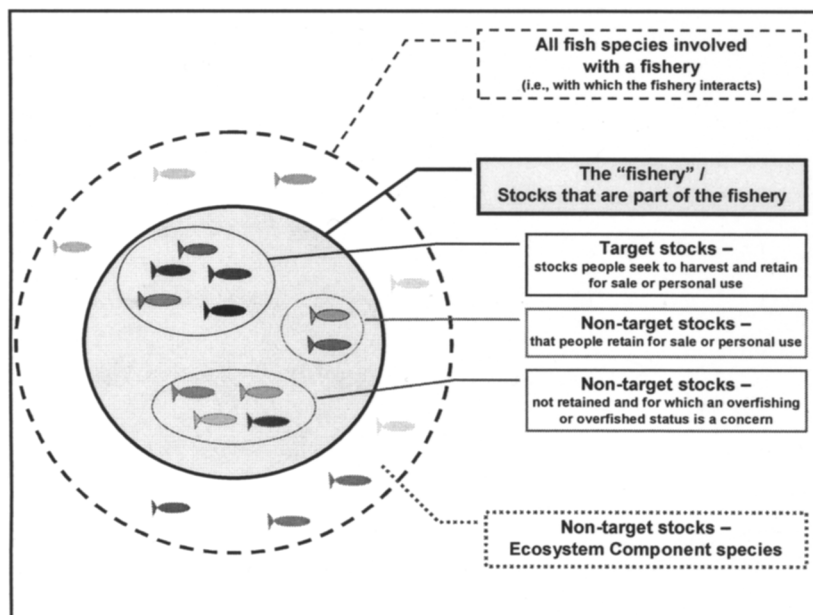 All fish species involved
with a fishery
(i.e., with which the fishery interacts)
The “fishery” /
Stocks that are part of the fishery
Target stocks –
stocks people seek to harvest and retain
for sale or personal use
Non-target stocks –
that people retain for sale or personal use
Non-target stocks –
not retained and for which an overfishing
or overfished status is a concern
Non-target stocks –
Ecosystem Component species